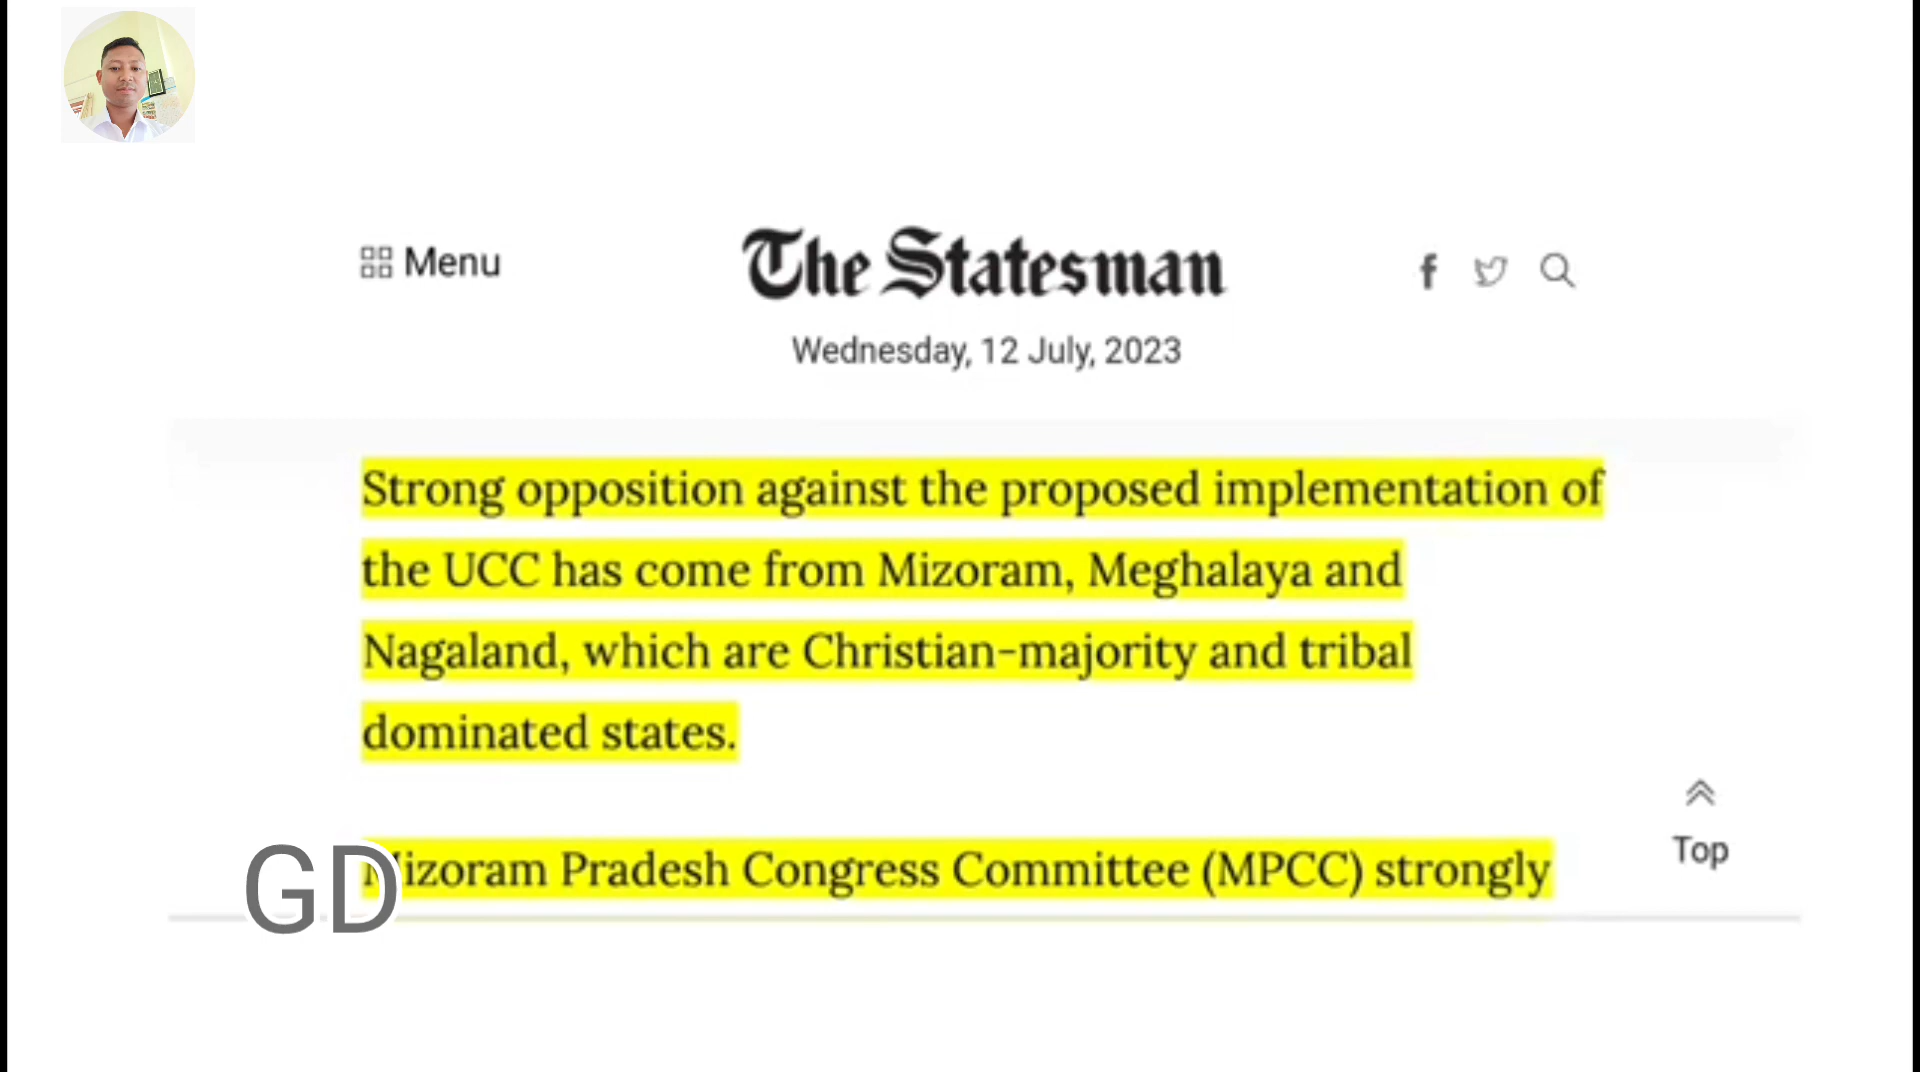 Menu
The Statesman
Wednesday, 12 July, 2023
Strong opposition against the proposed implementation of
the UCC has come from Mizoram, Meghalaya and
Nagaland, which are Christian-majority and tribal
dominated states.
Top
Mizoram Pradesh Congress Committee (MPCC) strongly
GD